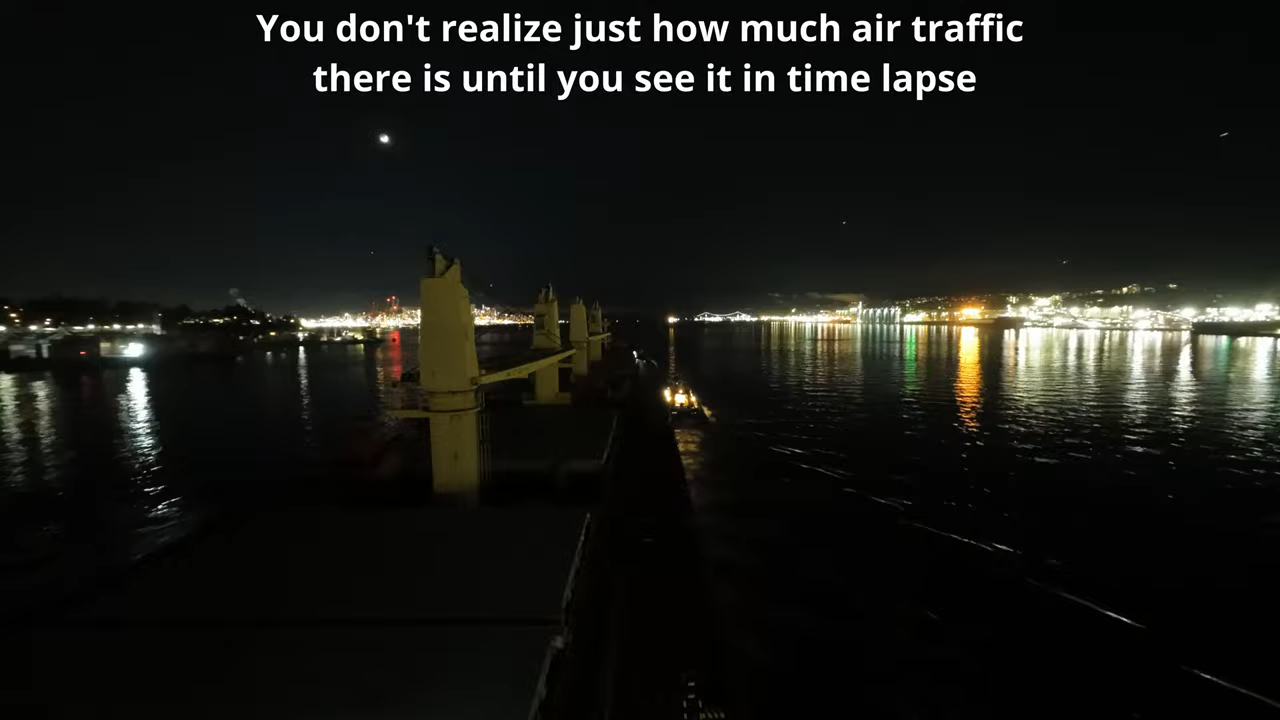 You don't realize just how much air traffic
there is until you see it in time lapse